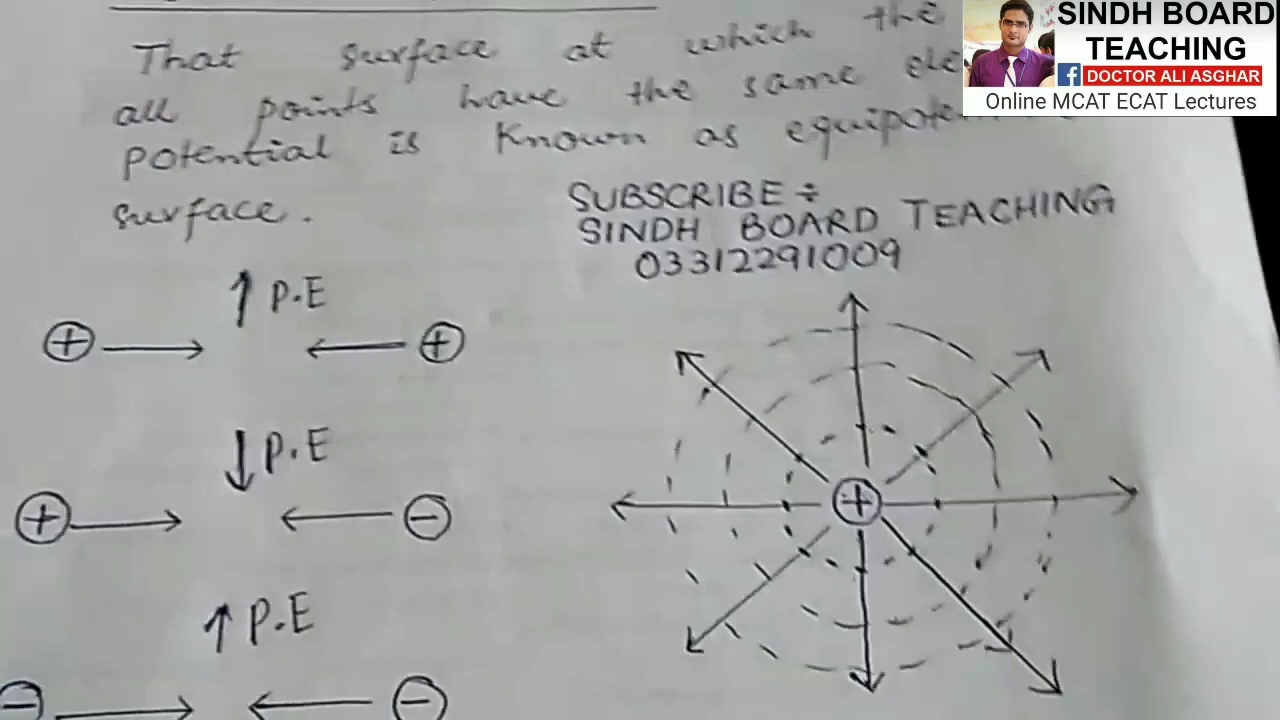 SINDH BOARD
TEACHING
f DOCTOR ALI ASGHAR
Online MCAT ECAT Lectures
That surface at which the
all points have the same
potential is known as
surface.
SUBSCRIBE ÷
SINDH BOARD TEACHING
03312291009
↑ P.E
+ → ← +
↓ P.E
+ → ← −
↑ P.E
− → ← −
+